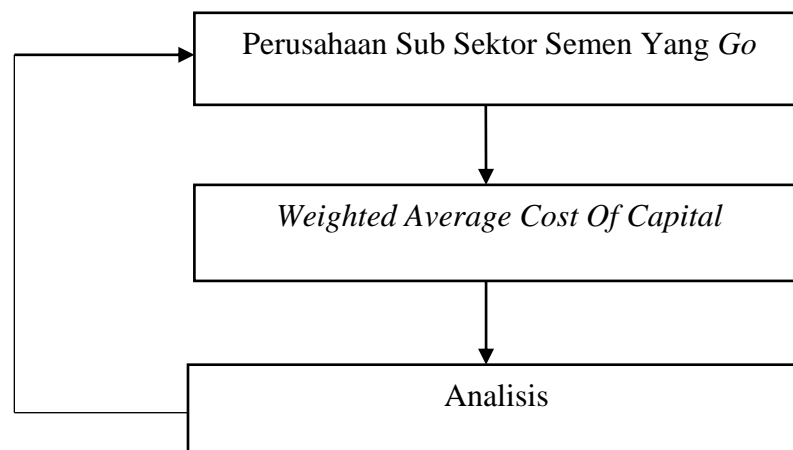 Perusahaan Sub Sektor Semen Yang Go
Weighted Average Cost Of Capital
Analisis